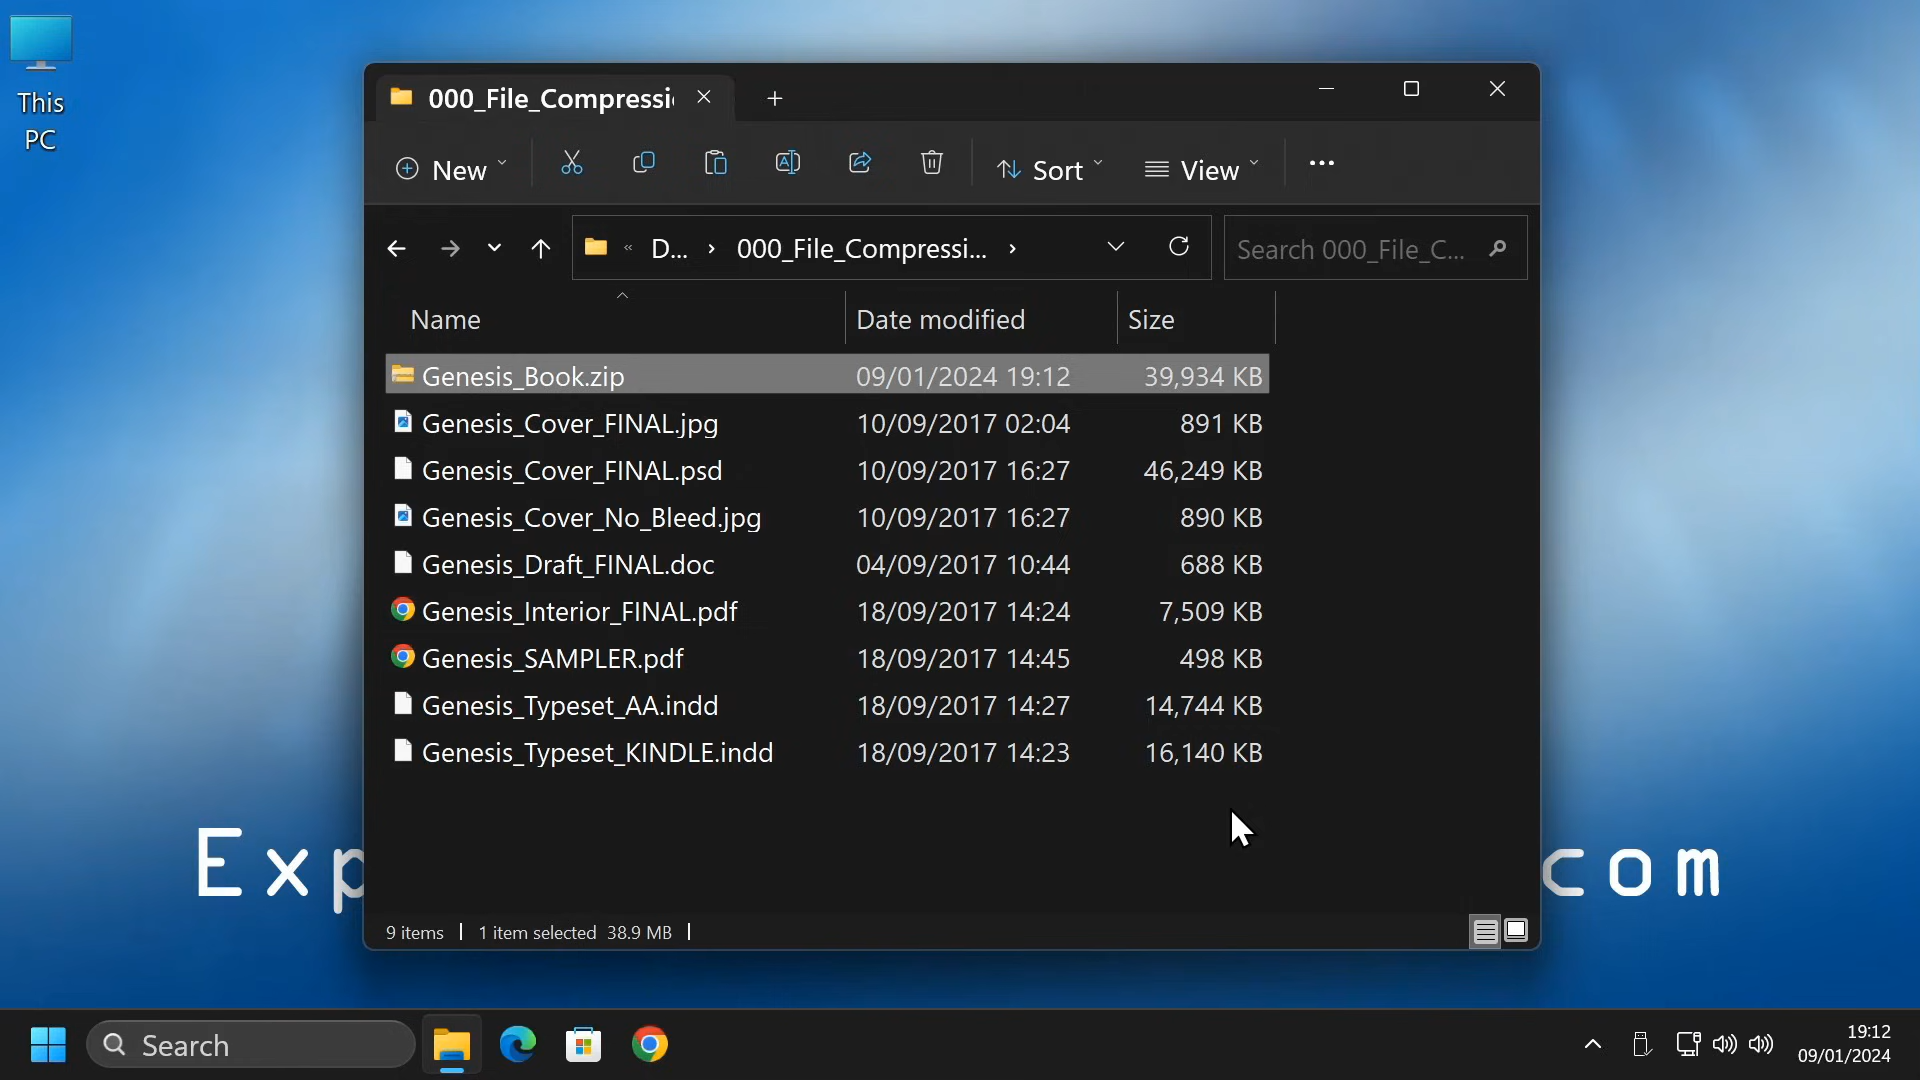 This
PC
000_File_Compressi
New
Sort
View
« D... › 000_File_Compressi... ›
Search 000_File_C...
Name Date modified Size
Genesis_Book.zip 09/01/2024 19:12 39,934 KB
Genesis_Cover_FINAL.jpg 10/09/2017 02:04 891 KB
Genesis_Cover_FINAL.psd 10/09/2017 16:27 46,249 KB
Genesis_Cover_No_Bleed.jpg 10/09/2017 16:27 890 KB
Genesis_Draft_FINAL.doc 04/09/2017 10:44 688 KB
Genesis_Interior_FINAL.pdf 18/09/2017 14:24 7,509 KB
Genesis_SAMPLER.pdf 18/09/2017 14:45 498 KB
Genesis_Typeset_AA.indd 18/09/2017 14:27 14,744 KB
Genesis_Typeset_KINDLE.indd 18/09/2017 14:23 16,140 KB
Exp com
9 items 1 item selected 38.9 MB
Search
19:12
09/01/2024